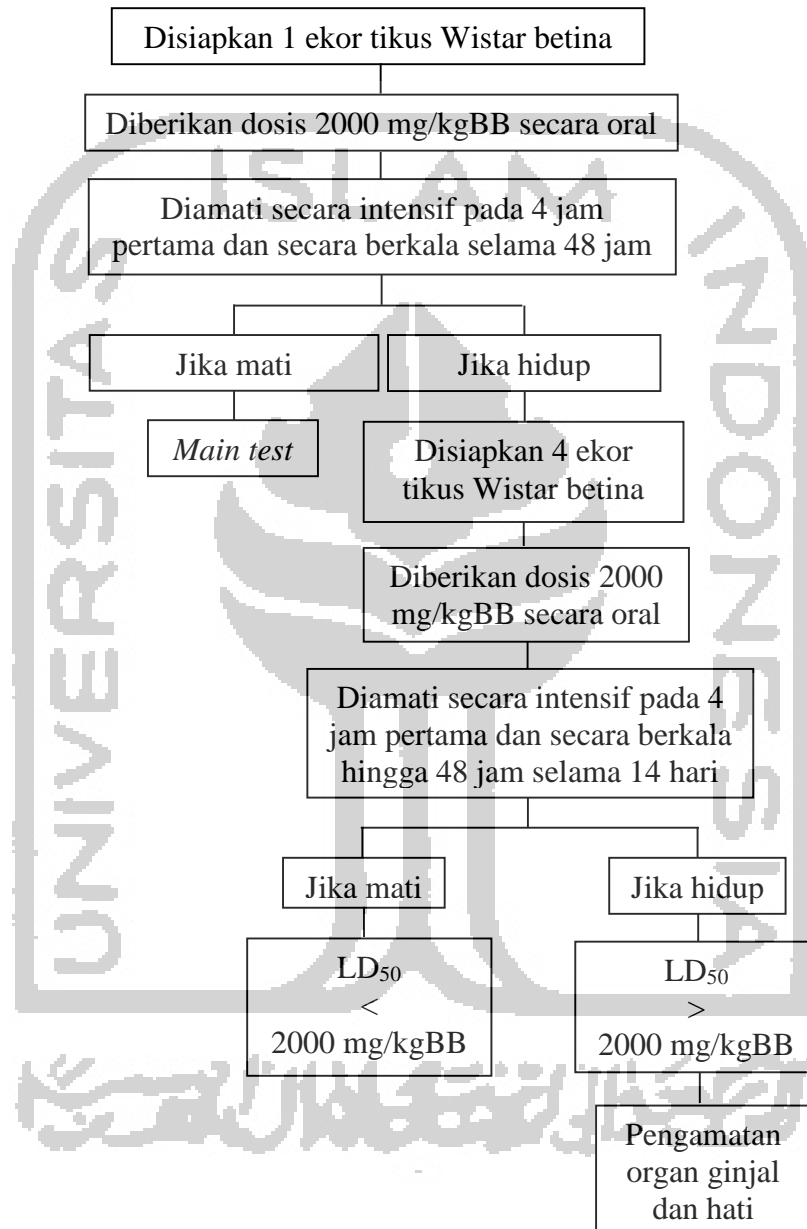 Disiapkan 1 ekor tikus Wistar betina
Diberikan dosis 2000 mg/kgBB secara oral
Diamati secara intensif pada 4 jam
pertama dan secara berkala selama 48 jam
Jika mati
Jika hidup
Main test
Disiapkan 4 ekor
tikus Wistar betina
Diberikan dosis 2000
mg/kgBB secara oral
Diamati secara intensif pada 4
jam pertama dan secara berkala
hingga 48 jam selama 14 hari
Jika mati
Jika hidup
LD₅₀
<
2000 mg/kgBB
LD₅₀
>
2000 mg/kgBB
Pengamatan
organ ginjal
dan hati
UNIVERSITAS
ISLAM
INDONESIA